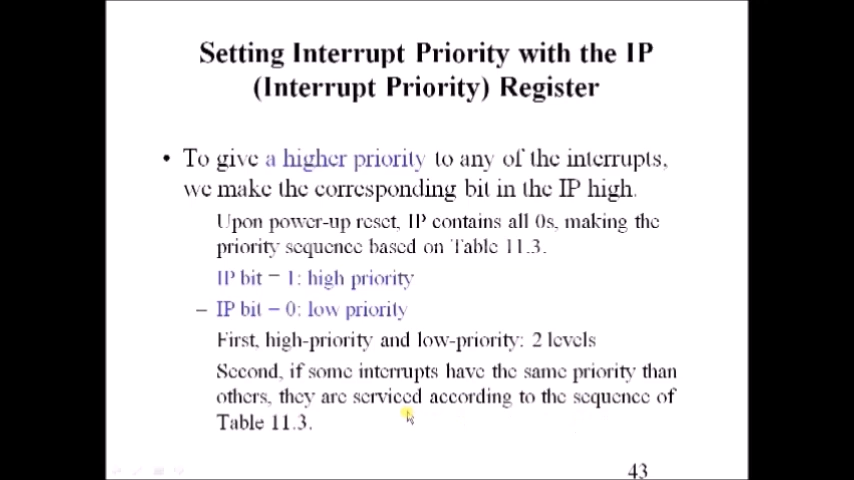 Setting Interrupt Priority with the IP
(Interrupt Priority) Register
• To give a higher priority to any of the interrupts,
we make the corresponding bit in the IP high.
Upon power-up reset, IP contains all 0s, making the
priority sequence based on Table 11.3.
IP bit = 1: high priority
– IP bit = 0: low priority
First, high-priority and low-priority: 2 levels
Second, if some interrupts have the same priority than
others, they are serviced according to the sequence of
Table 11.3.
43